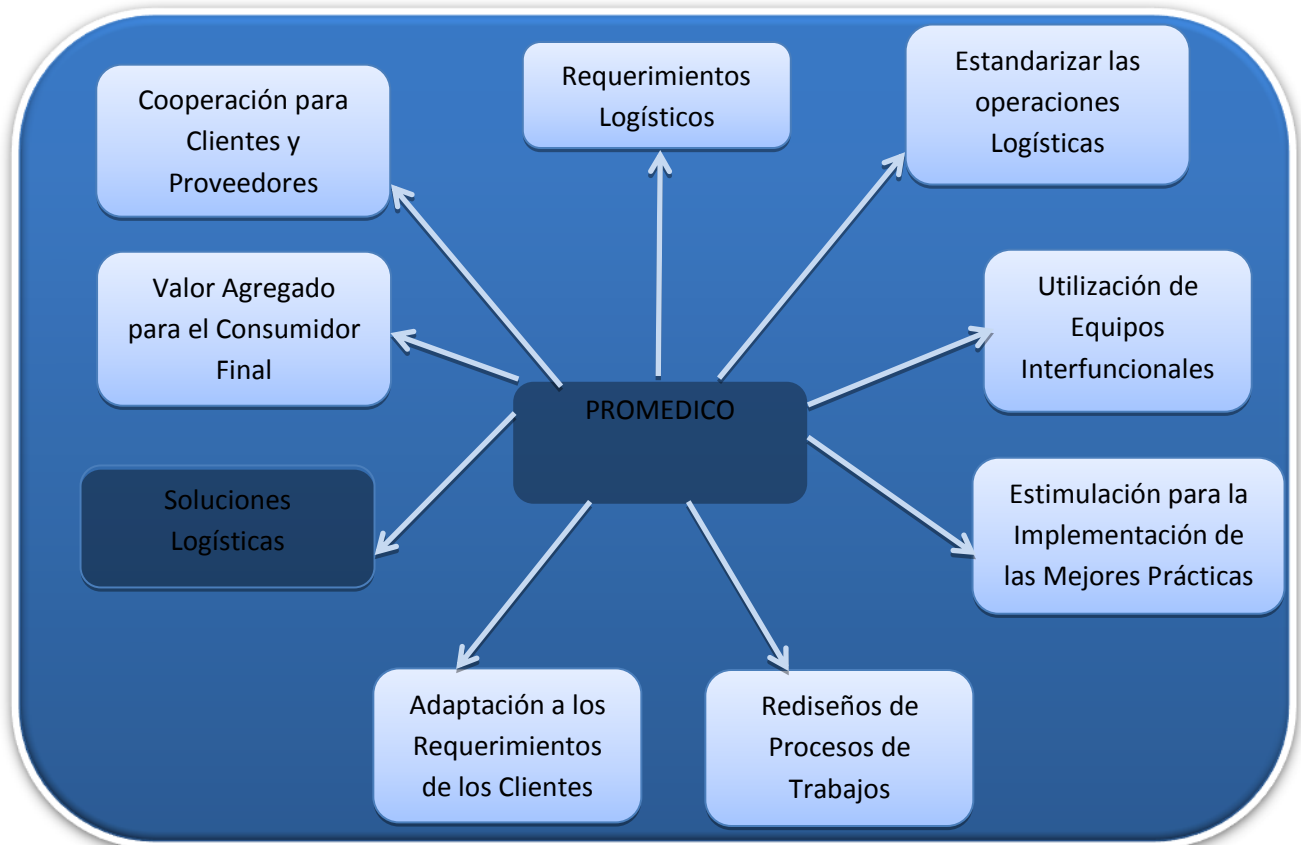 Requerimientos
Logísticos
Estandarizar las
operaciones
Logísticas
Cooperación para
Clientes y
Proveedores
Valor Agregado
para el Consumidor
Final
Utilización de
Equipos
Interfuncionales
PROMEDICO
Soluciones
Logísticas
Estimulación para la
Implementación de
las Mejores Prácticas
Adaptación a los
Requerimientos
de los Clientes
Rediseños de
Procesos de
Trabajos